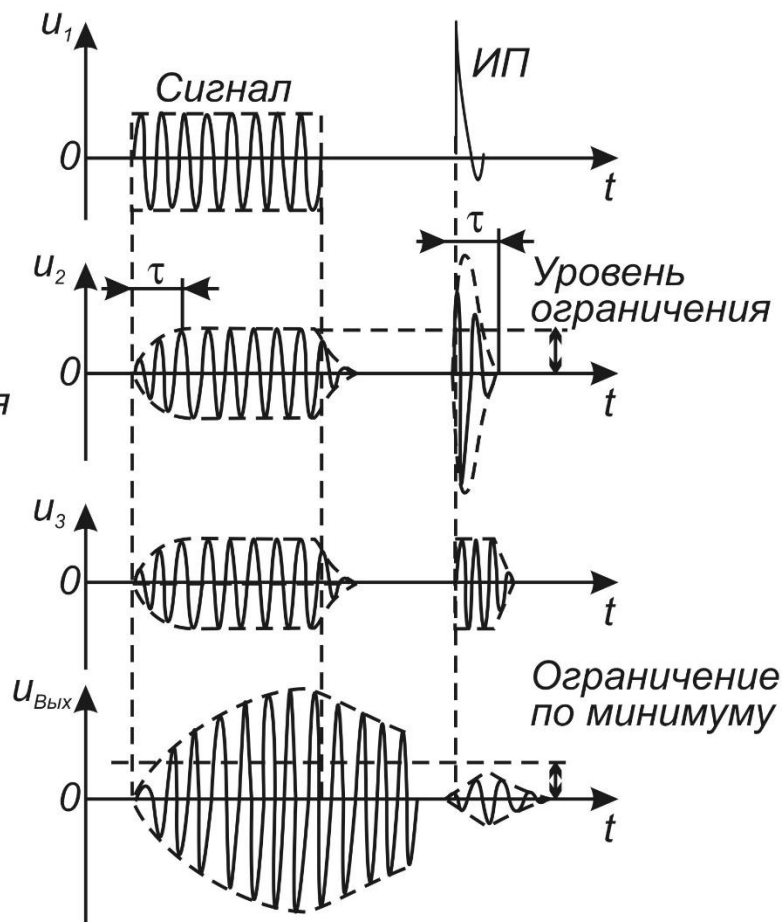 u₁
ИП
Сигнал
0
t
τ
τ
u₂
Уровень
ограничения
0
я
t
u₃
0
t
Ограничение
по минимуму
uВых
0
t